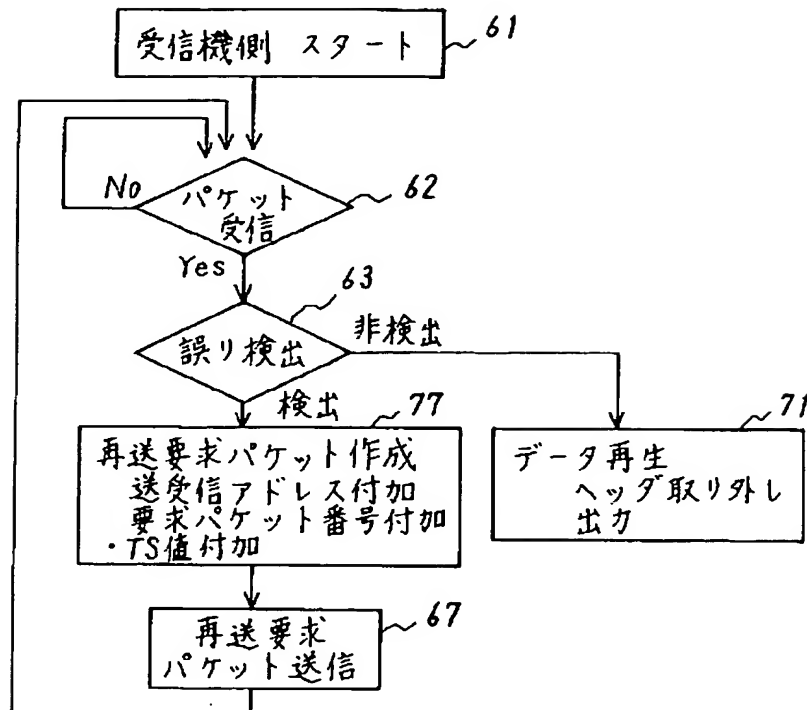 受信機側 スタート
61
No
パケット
受信
62
Yes
63
誤り検出
非検出
検出
77
再送要求パケット作成
送受信アドレス付加
要求パケット番号付加
・TS値付加
71
データ再生
ヘッダ取り外し
出力
再送要求
パケット送信
67